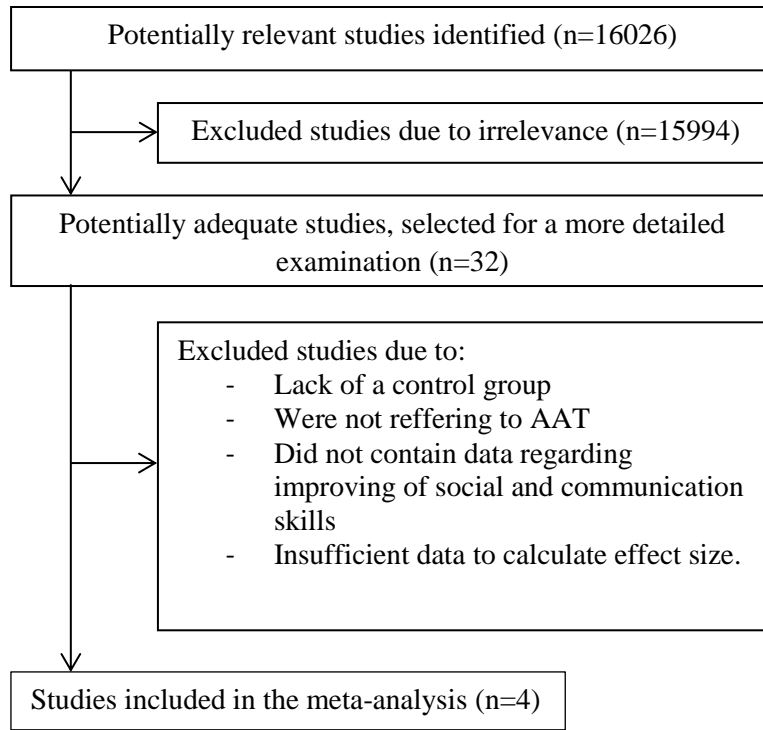 Potentially relevant studies identified (n=16026)
Excluded studies due to irrelevance (n=15994)
Potentially adequate studies, selected for a more detailed
examination (n=32)
Excluded studies due to:
- Lack of a control group
- Were not reffering to AAT
- Did not contain data regarding
improving of social and communication
skills
- Insufficient data to calculate effect size.
Studies included in the meta-analysis (n=4)